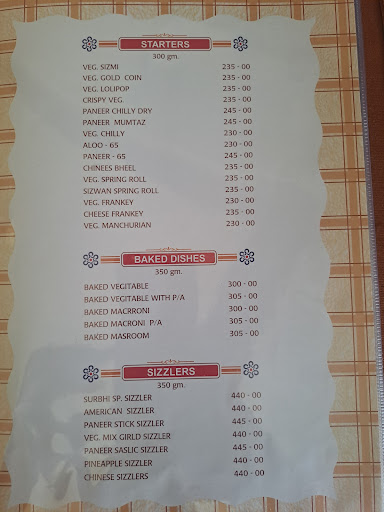 STARTERS
300 gm.
VEG. SIZMI 235 - 00
VEG. GOLD COIN 235 - 00
VEG. LOLIPOP 235 - 00
CRISPY VEG. 235 - 00
PANEER CHILLY DRY 245 - 00
PANEER MUMTAZ 245 - 00
VEG. CHILLY 230 - 00
ALOO - 65 230 - 00
PANEER - 65 245 - 00
CHINEES BHEEL 235 - 00
VEG. SPRING ROLL 235 - 00
SIZWAN SPRING ROLL 235 - 00
VEG. FRANKEY 230 - 00
CHEESE FRANKEY 235 - 00
VEG. MANCHURIAN 230 - 00
BAKED DISHES
350 gm.
BAKED VEGITABLE 300 - 00
BAKED VEGITABLE WITH P/A 305 - 00
BAKED MACRRONI 300 - 00
BAKED MACRONI P/A 305 - 00
BAKED MASROOM 305 - 00
SIZZLERS
350 gm.
SURBHI SP. SIZZLER 440 - 00
AMERICAN SIZZLER 440 - 00
PANEER STICK SIZZLER 445 - 00
VEG. MIX GIRLD SIZZLER 440 - 00
PANEER SASLIC SIZZLER 445 - 00
PINEAPPLE SIZZLER 440 - 00
CHINESE SIZZLERS 440 - 00